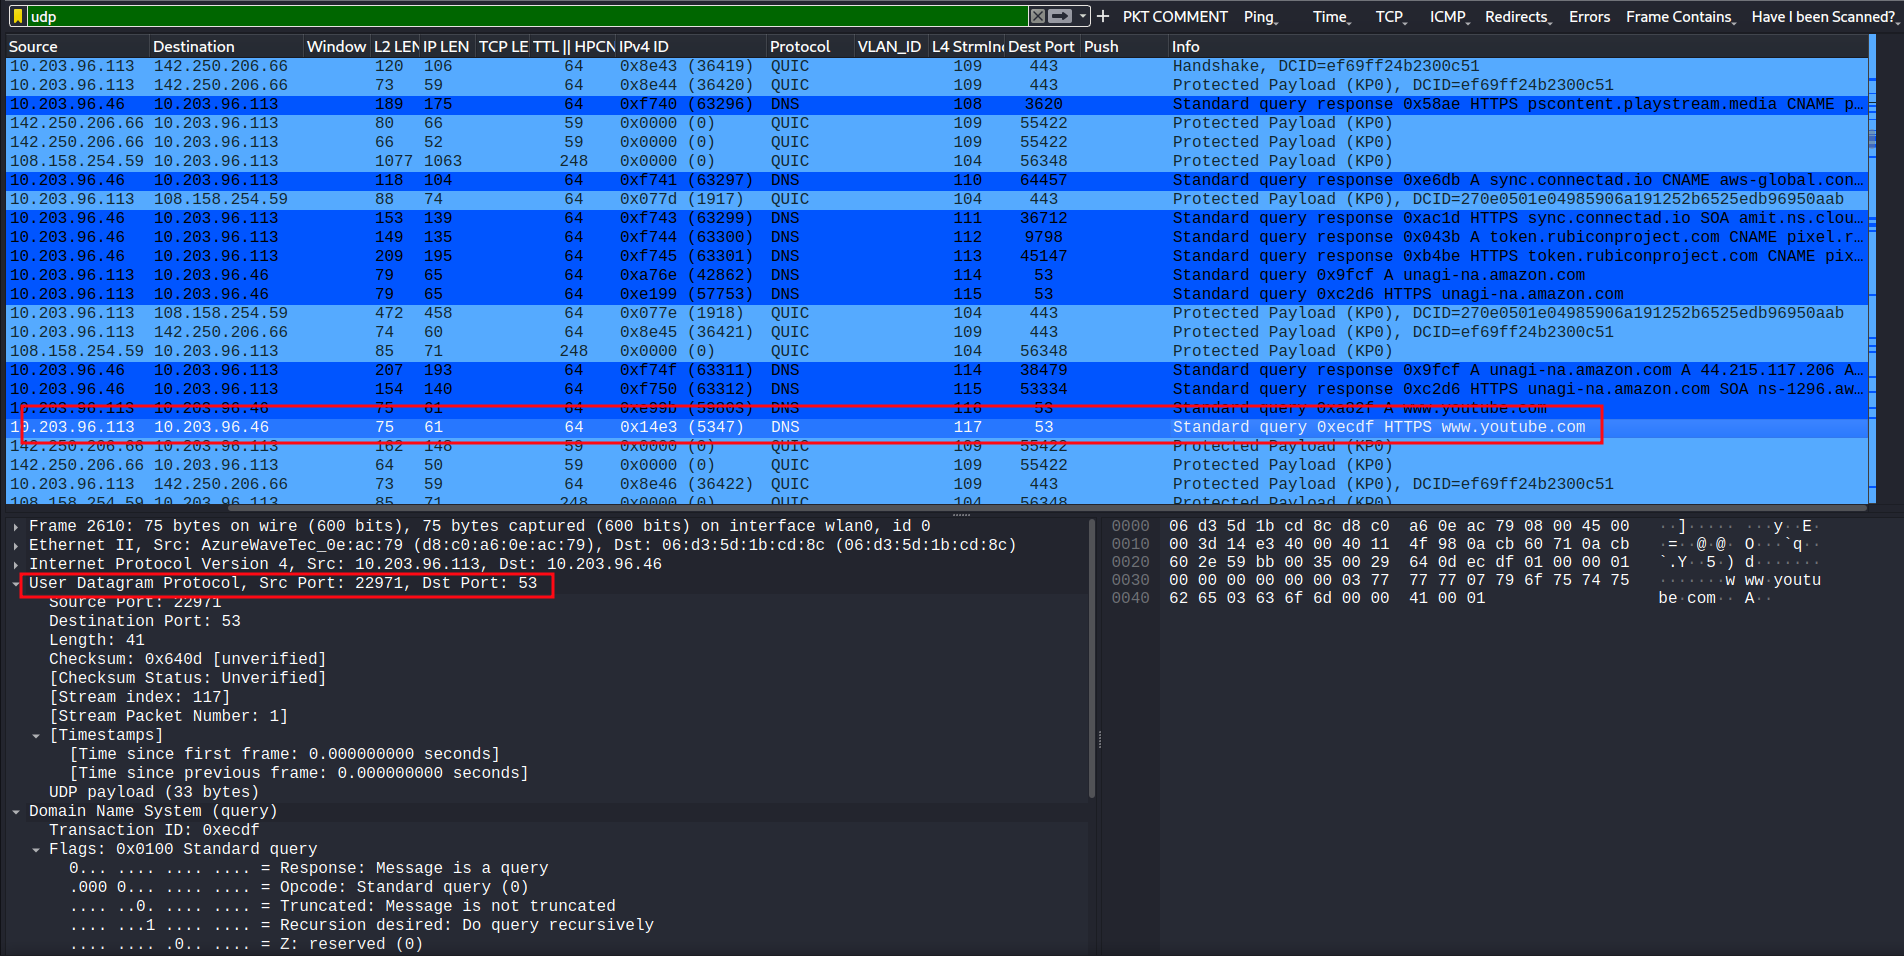 udp + PKT COMMENT Ping Time TCP ICMP Redirects Errors Frame Contains Have I been Scanned?
Source Destination Window L2 LEN IP LEN TCP LE TTL || HPCN IPv4 ID Protocol VLAN_ID L4 StrmInd Dest Port Push Info
10.203.96.113 142.250.206.66 120 106 64 0x8e43 (36419) QUIC 109 443 Handshake, DCID=ef69ff24b2300c51
10.203.96.113 142.250.206.66 73 59 64 0x8e44 (36420) QUIC 109 443 Protected Payload (KP0), DCID=ef69ff24b2300c51
10.203.96.46 10.203.96.113 189 175 64 0xf740 (63296) DNS 108 3620 Standard query response 0x58ae HTTPS pscontent.playstream.media CNAME p…
142.250.206.66 10.203.96.113 80 66 59 0x0000 (0) QUIC 109 55422 Protected Payload (KP0)
142.250.206.66 10.203.96.113 66 52 59 0x0000 (0) QUIC 109 55422 Protected Payload (KP0)
108.158.254.59 10.203.96.113 1077 1063 248 0x0000 (0) QUIC 104 56348 Protected Payload (KP0)
10.203.96.46 10.203.96.113 118 104 64 0xf741 (63297) DNS 110 64457 Standard query response 0xe6db A sync.connectad.io CNAME aws-global.con…
10.203.96.113 108.158.254.59 88 74 64 0x077d (1917) QUIC 104 443 Protected Payload (KP0), DCID=270e0501e04985906a191252b6525edb96950aab
10.203.96.46 10.203.96.113 153 139 64 0xf743 (63299) DNS 111 36712 Standard query response 0xac1d HTTPS sync.connectad.io SOA amit.ns.clou…
10.203.96.46 10.203.96.113 149 135 64 0xf744 (63300) DNS 112 9798 Standard query response 0x043b A token.rubiconproject.com CNAME pixel.r…
10.203.96.46 10.203.96.113 209 195 64 0xf745 (63301) DNS 113 45147 Standard query response 0xb4be HTTPS token.rubiconproject.com CNAME pix…
10.203.96.113 10.203.96.46 79 65 64 0xa76e (42862) DNS 114 53 Standard query 0x9fcf A unagi-na.amazon.com
10.203.96.113 10.203.96.46 79 65 64 0xe199 (57753) DNS 115 53 Standard query 0xc2d6 HTTPS unagi-na.amazon.com
10.203.96.113 108.158.254.59 472 458 64 0x077e (1918) QUIC 104 443 Protected Payload (KP0), DCID=270e0501e04985906a191252b6525edb96950aab
10.203.96.113 142.250.206.66 74 60 64 0x8e45 (36421) QUIC 109 443 Protected Payload (KP0), DCID=ef69ff24b2300c51
108.158.254.59 10.203.96.113 85 71 248 0x0000 (0) QUIC 104 56348 Protected Payload (KP0)
10.203.96.46 10.203.96.113 207 193 64 0xf74f (63311) DNS 114 38479 Standard query response 0x9fcf A unagi-na.amazon.com A 44.215.117.206 A…
10.203.96.46 10.203.96.113 154 140 64 0xf750 (63312) DNS 115 53334 Standard query response 0xc2d6 HTTPS unagi-na.amazon.com SOA ns-1296.aw…
10.203.96.113 10.203.96.46 75 61 64 0xe99b (59803) DNS 116 53 Standard query 0xa82f A www.youtube.com
10.203.96.113 10.203.96.46 75 61 64 0x14e3 (5347) DNS 117 53 Standard query 0xecdf HTTPS www.youtube.com
142.250.206.66 10.203.96.113 162 148 59 0x0000 (0) QUIC 109 55422 Protected Payload (KP0)
142.250.206.66 10.203.96.113 64 50 59 0x0000 (0) QUIC 109 55422 Protected Payload (KP0)
10.203.96.113 142.250.206.66 73 59 64 0x8e46 (36422) QUIC 109 443 Protected Payload (KP0), DCID=ef69ff24b2300c51
108.158.254.59 10.203.96.113 85 71 248 0x0000 (0) QUIC 104 56348 Protected Payload (KP0)
Frame 2610: 75 bytes on wire (600 bits), 75 bytes captured (600 bits) on interface wlan0, id 0
Ethernet II, Src: AzureWaveTec_0e:ac:79 (d8:c0:a6:0e:ac:79), Dst: 06:d3:5d:1b:cd:8c (06:d3:5d:1b:cd:8c)
Internet Protocol Version 4, Src: 10.203.96.113, Dst: 10.203.96.46
User Datagram Protocol, Src Port: 22971, Dst Port: 53
Source Port: 22971
Destination Port: 53
Length: 41
Checksum: 0x640d [unverified]
[Checksum Status: Unverified]
[Stream index: 117]
[Stream Packet Number: 1]
[Timestamps]
[Time since first frame: 0.000000000 seconds]
[Time since previous frame: 0.000000000 seconds]
UDP payload (33 bytes)
Domain Name System (query)
Transaction ID: 0xecdf
Flags: 0x0100 Standard query
0... .... .... .... = Response: Message is a query
.000 0... .... .... = Opcode: Standard query (0)
.... ..0. .... .... = Truncated: Message is not truncated
.... ...1 .... .... = Recursion desired: Do query recursively
.... .... .0.. .... = Z: reserved (0)
0000 06 d3 5d 1b cd 8c d8 c0 a6 0e ac 79 08 00 45 00 ··]····· ···y··E·
0010 00 3d 14 e3 40 00 40 11 4f 98 0a cb 60 71 0a cb ·=··@·@· O···`q··
0020 60 2e 59 bb 00 35 00 29 64 0d ec df 01 00 00 01 `.Y··5·) d·······
0030 00 00 00 00 00 00 03 77 77 77 07 79 6f 75 74 75 ·······w ww·youtu
0040 62 65 03 63 6f 6d 00 00 41 00 01 be·com·· A··